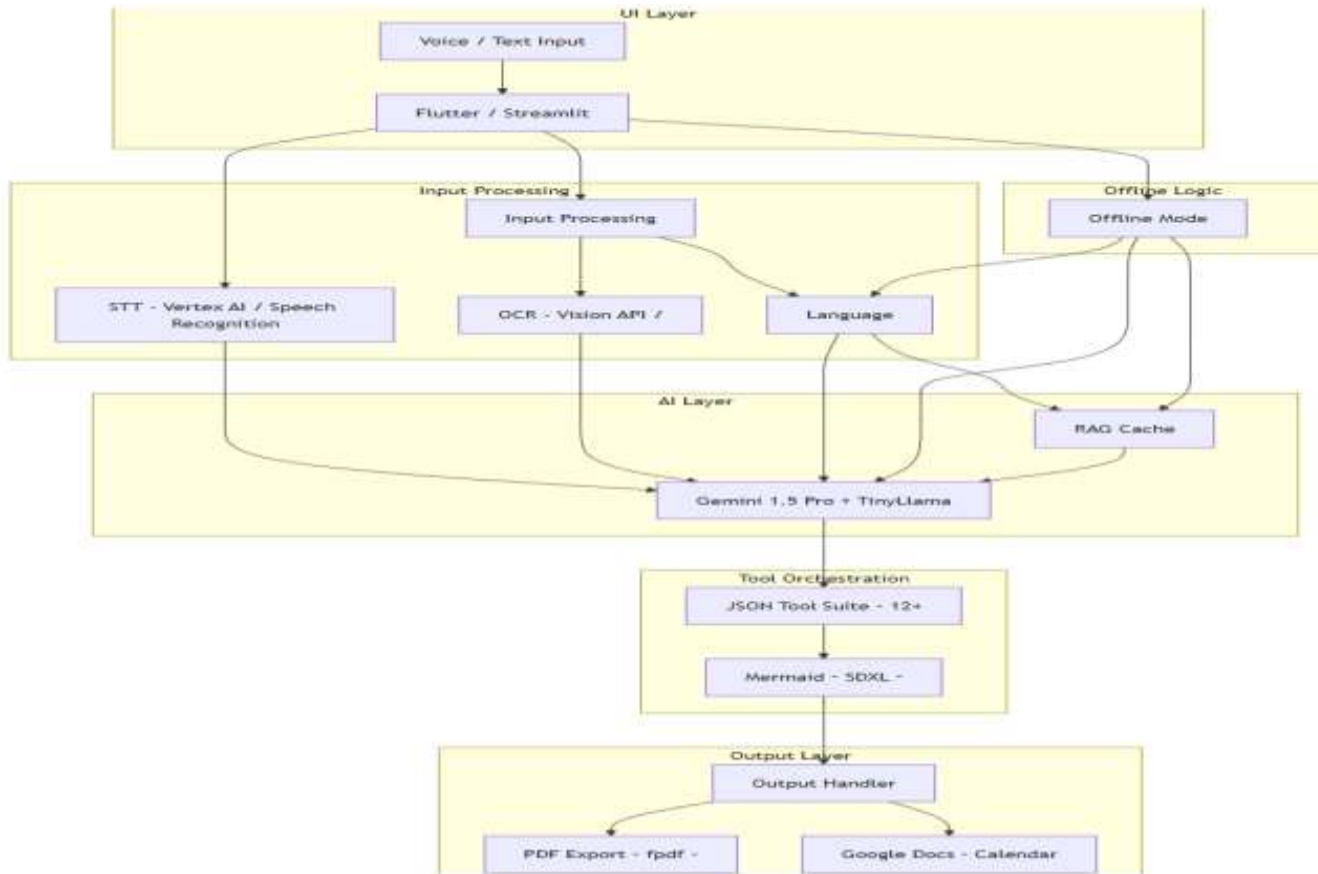 UI Layer
Voice / Text Input
Flutter / Streamlit
Input Processing
Offline Logic
Input Processing
Offline Mode
STT - Vertex AI / Speech
Recognition
OCR - Vision API /
Language
AI Layer
RAG Cache
Gemini 1.5 Pro + TinyLlama
Tool Orchestration
JSON Tool Suite - 12+
Mermaid - SDXL -
Output Layer
Output Handler
PDF Export - fpdf -
Google Docs - Calendar